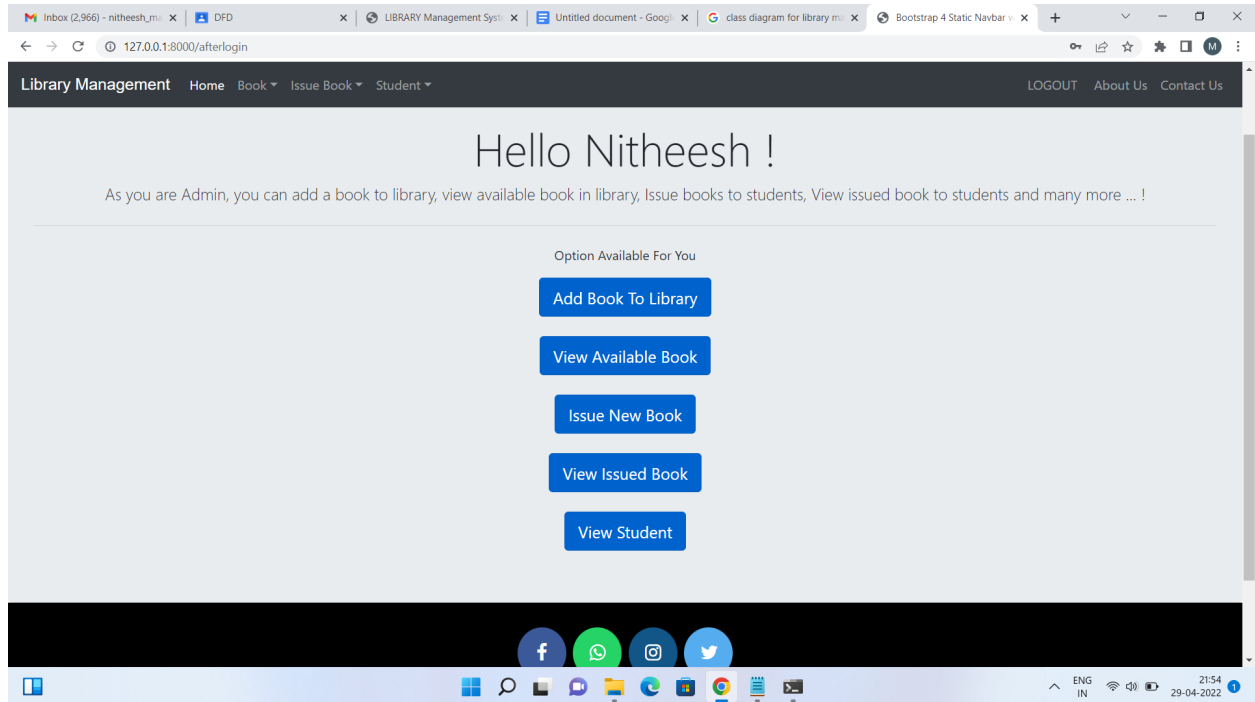 Inbox (2,966) - nitheesh_ma
DFD
LIBRARY Management Syst
Untitled document - Googl
class diagram for library ma
Bootstrap 4 Static Navbar w
127.0.0.1:8000/afterlogin
M
Library Management Home Book Issue Book Student LOGOUT About Us Contact Us
Hello Nitheesh !
As you are Admin, you can add a book to library, view available book in library, Issue books to students, View issued book to students and many more ... !
Option Available For You
Add Book To Library
View Available Book
Issue New Book
View Issued Book
View Student
ENG
IN
21:54
29-04-2022
1